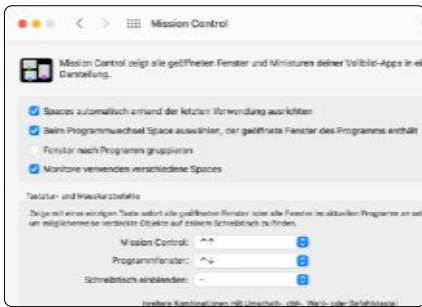 Mission Control
Mission Control zeigt alle geöffneten Fenster und Miniaturen deiner Vollbild-Apps in
Darstellung.
Spaces automatisch anhand der letzten Verwendung ausrichten
Beim Programmwechsel Space auswählen, der geöffnete Fenster des Programms enthält
Fenster nach Programm gruppieren
Monitore verwenden verschiedene Spaces
Tastatur- und Mauskurzbefehle
Zeige mit einer einzigen Taste sofort alle geöffneten Fenster oder alle Fenster im aktuellen Programm an
um möglicherweise verdeckte Objekte auf deinem Schreibtisch zu finden.
Mission Control: ^↑
Programmfenster: ^↓
Schreibtisch einblenden: -
(weitere Kombinationen mit Umschalt-, ctrl-, Wahl- oder Befehlstaste)